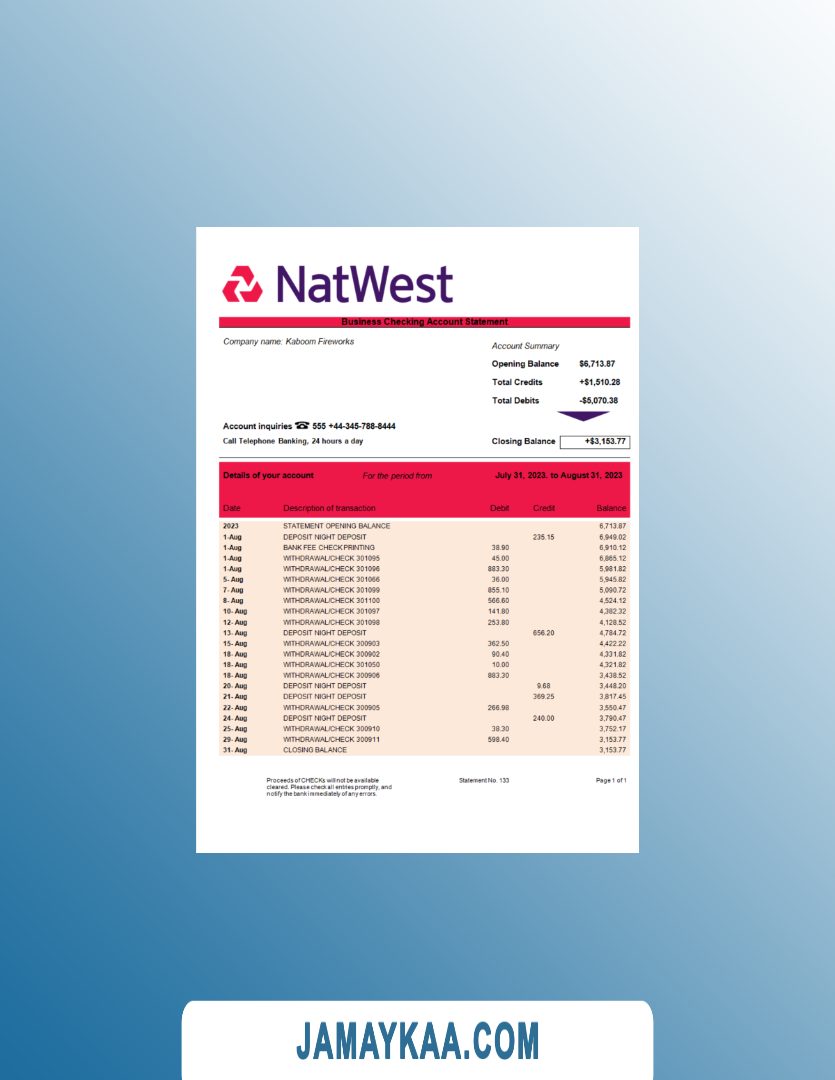 NatWest
Business Checking Account Statement
Company name: Kaboom Fireworks
Account Summary
Opening Balance $6,713.87
Total Credits +$1,510.28
Total Debits -$5,070.38
Account inquiries ☎ 555 +44-345-788-8444
Call Telephone Banking, 24 hours a day
Closing Balance +$3,153.77
Details of your account For the period from July 31, 2023. to August 31, 2023
Date Description of transaction Debit Credit Balance
2023 STATEMENT OPENING BALANCE 6,713.87
1-Aug DEPOSIT NIGHT DEPOSIT 235.15 6,949.02
1-Aug BANK FEE CHECK PRINTING 38.90 6,910.12
1-Aug WITHDRAWAL/CHECK 301095 45.00 6,865.12
1-Aug WITHDRAWAL/CHECK 301096 883.30 5,981.82
5- Aug WITHDRAWAL/CHECK 301066 36.00 5,945.82
7- Aug WITHDRAWAL/CHECK 301099 855.10 5,090.72
8- Aug WITHDRAWAL/CHECK 301100 566.60 4,524.12
10- Aug WITHDRAWAL/CHECK 301097 141.80 4,382.32
12- Aug WITHDRAWAL/CHECK 301098 253.80 4,128.52
13- Aug DEPOSIT NIGHT DEPOSIT 656.20 4,784.72
15- Aug WITHDRAWAL/CHECK 300903 362.50 4,422.22
18- Aug WITHDRAWAL/CHECK 300902 90.40 4,331.82
18- Aug WITHDRAWAL/CHECK 301050 10.00 4,321.82
18- Aug WITHDRAWAL/CHECK 300906 883.30 3,438.52
20- Aug DEPOSIT NIGHT DEPOSIT 9.68 3,448.20
21- Aug DEPOSIT NIGHT DEPOSIT 369.25 3,817.45
22- Aug WITHDRAWAL/CHECK 300905 266.98 3,550.47
24- Aug DEPOSIT NIGHT DEPOSIT 240.00 3,790.47
25- Aug WITHDRAWAL/CHECK 300910 38.30 3,752.17
29- Aug WITHDRAWAL/CHECK 300911 598.40 3,153.77
31- Aug CLOSING BALANCE 3,153.77
Proceeds of CHECKs will not be available Statement No. 133 Page 1 of 1
cleared. Please check all entries promptly, and
notify the bank immediately of any errors.
JAMAYKAA.COM